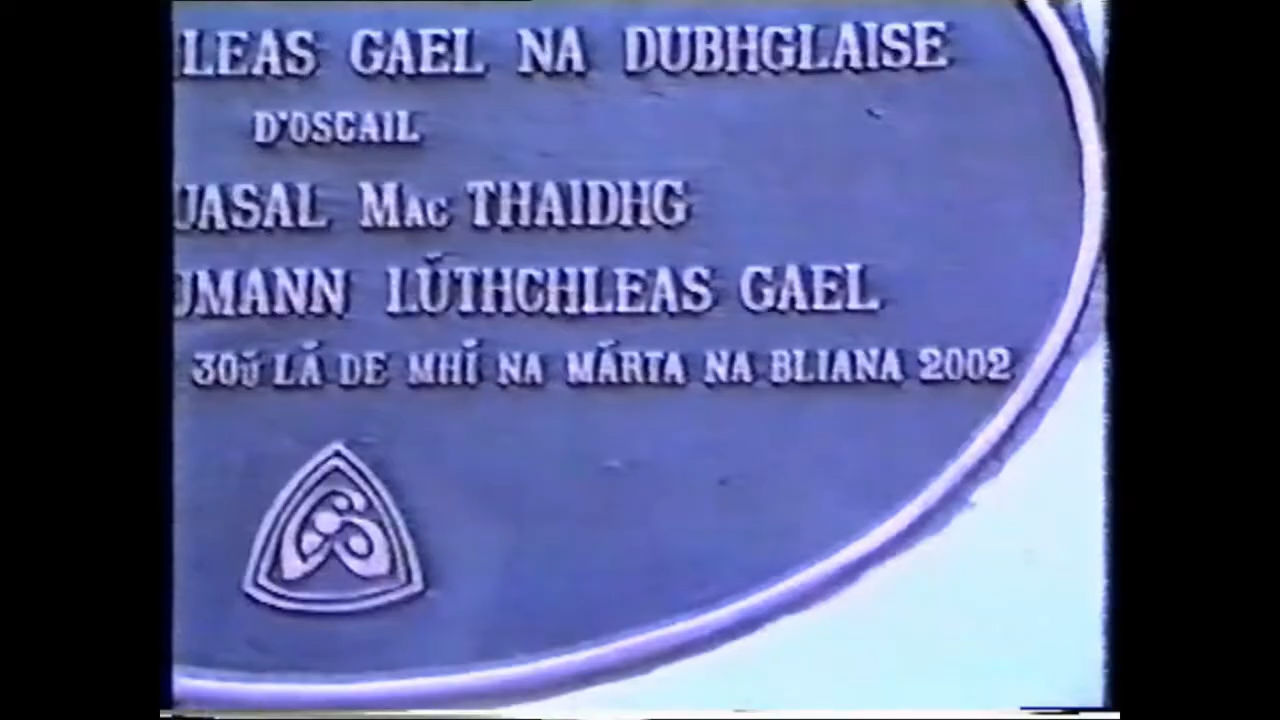 LEAS GAEL NA DUBHGLAISE
D'OSCAIL
UASAL Mac THAIDHG
UMANN LÚTHCHLEAS GAEL
30ú LÁ DE MHÍ NA MÁRTA NA BLIANA 2002